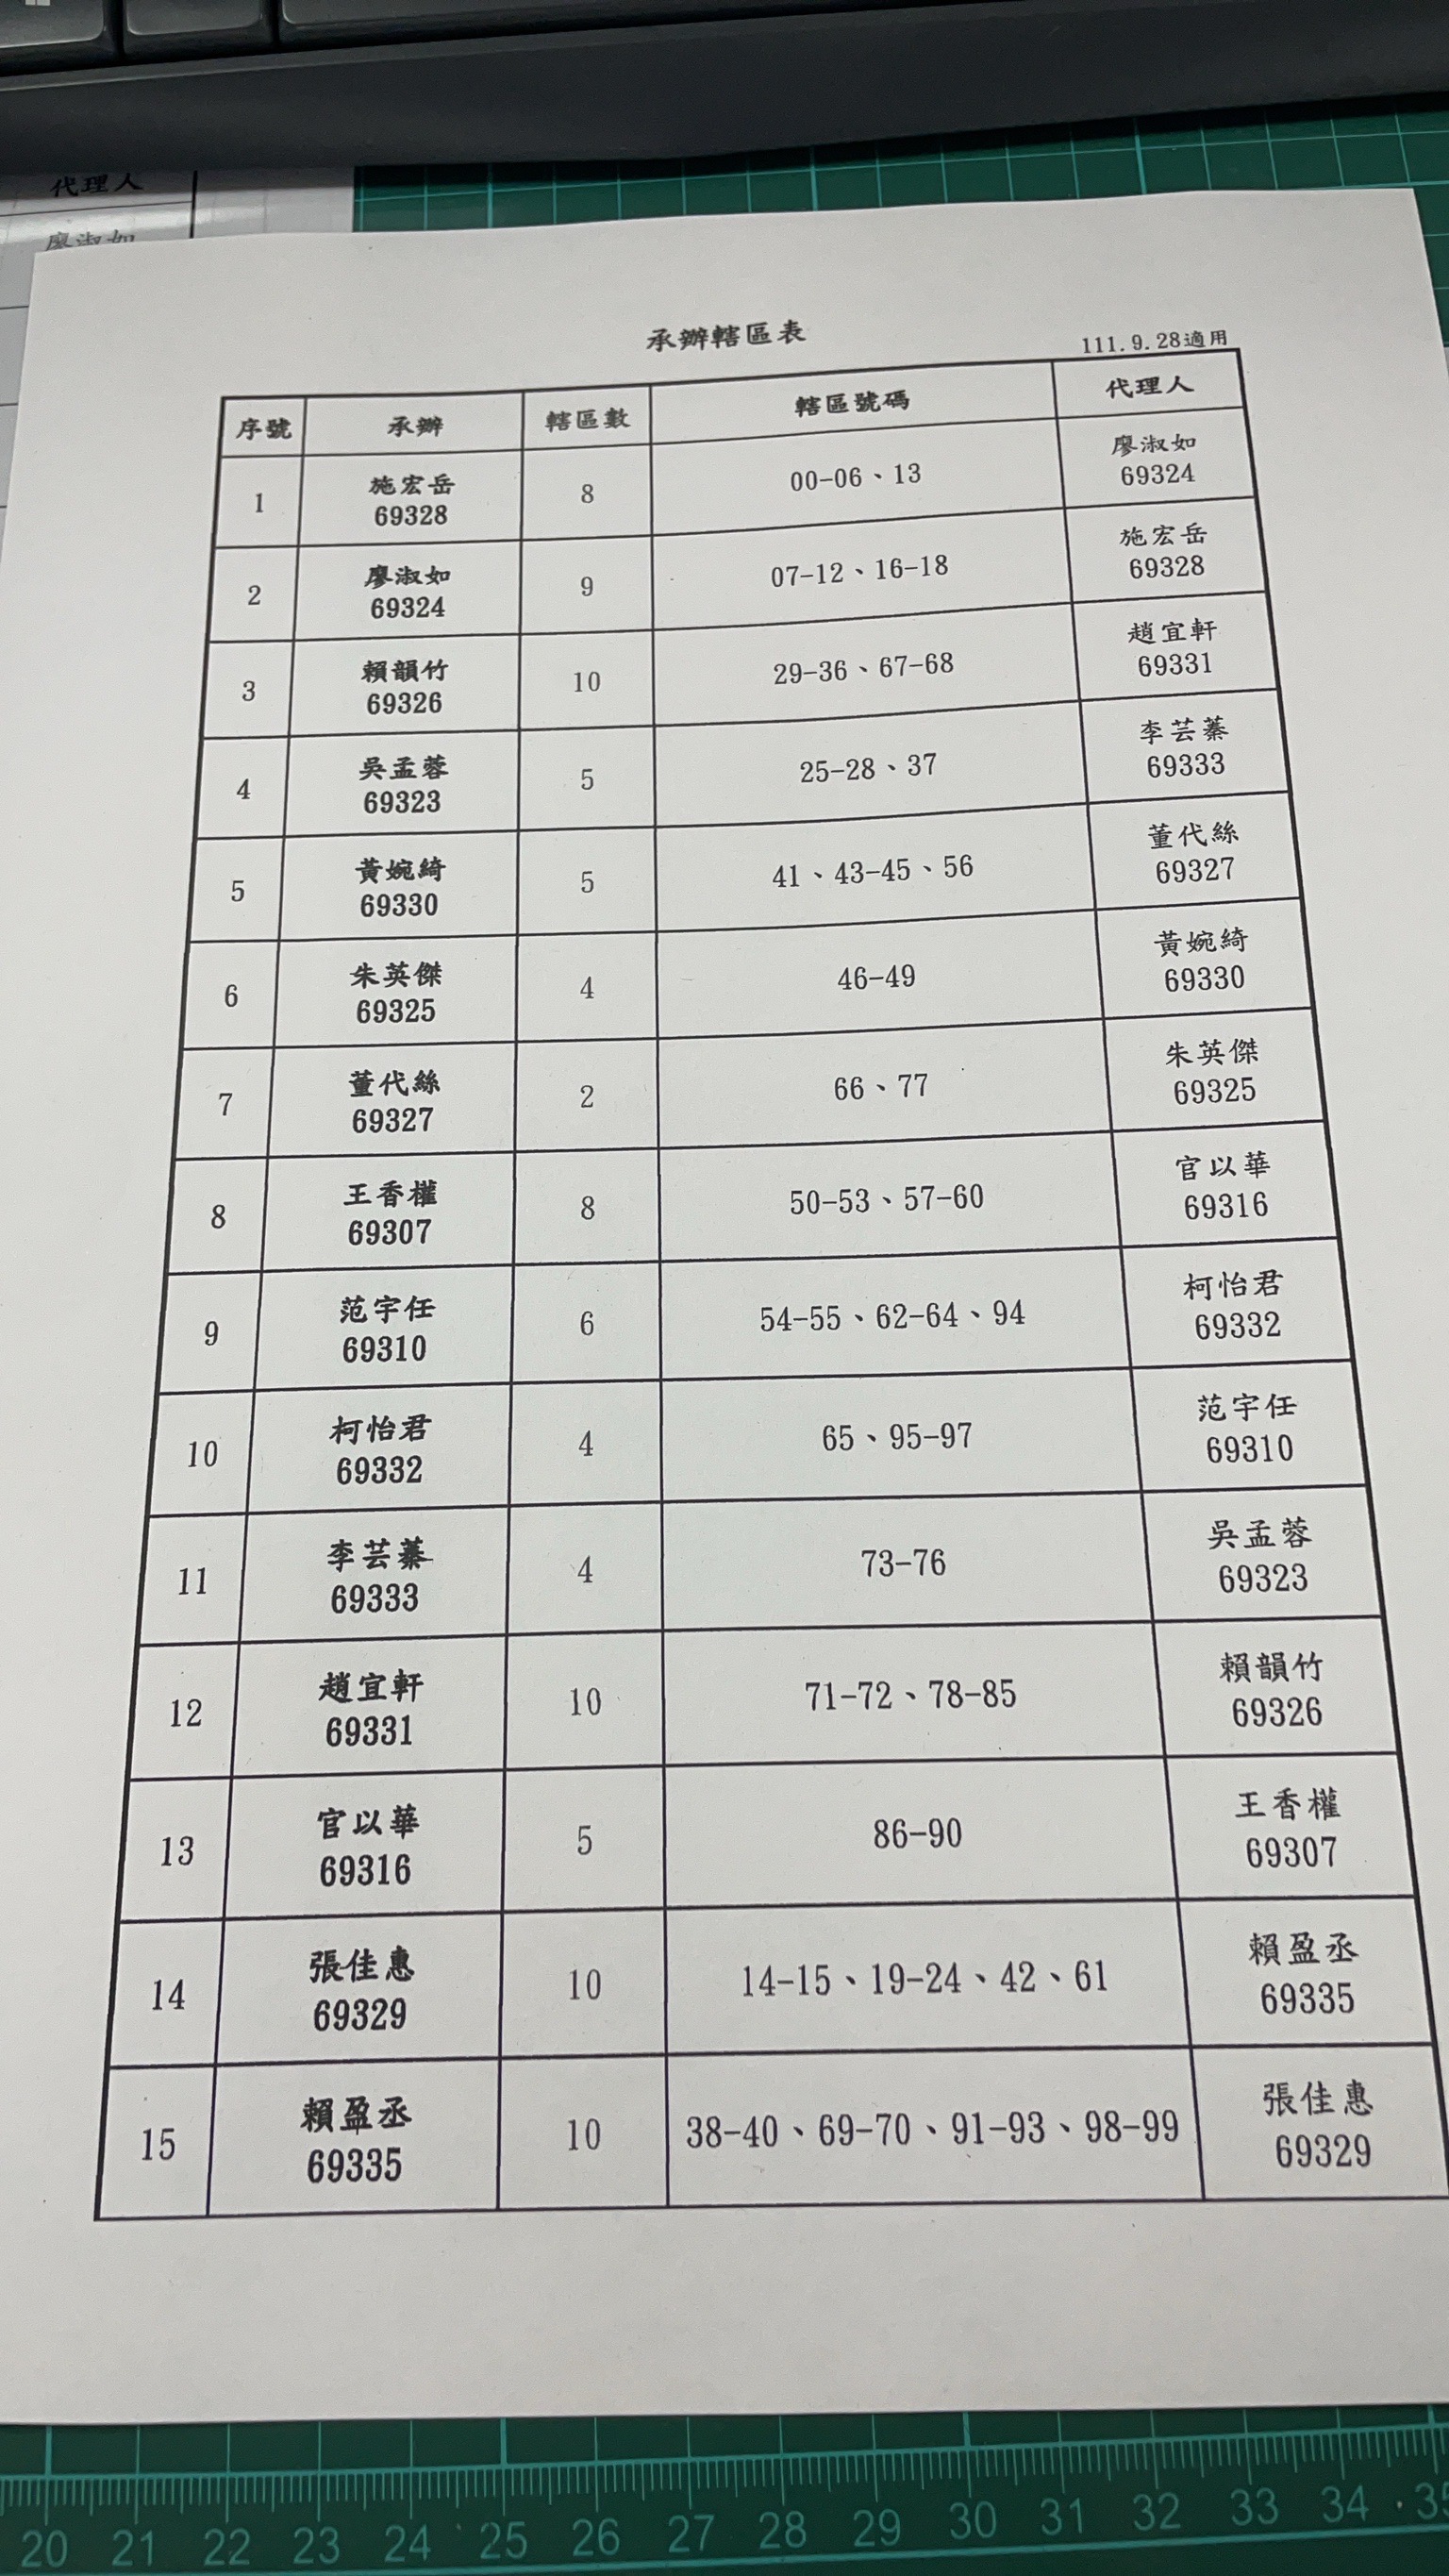 代理人
廖淑如
承辦轄區表
111.9.28適用
序號 承辦 轄區數 轄區號碼 代理人
1 施宏岳 69328 8 00-06、13 廖淑如 69324
2 廖淑如 69324 9 07-12、16-18 施宏岳 69328
3 賴韻竹 69326 10 29-36、67-68 趙宜軒 69331
4 吳孟蓉 69323 5 25-28、37 李芸蓁 69333
5 黃婉綺 69330 5 41、43-45、56 董代絲 69327
6 朱英傑 69325 4 46-49 黃婉綺 69330
7 董代絲 69327 2 66、77 朱英傑 69325
8 王香權 69307 8 50-53、57-60 官以華 69316
9 范宇任 69310 6 54-55、62-64、94 柯怡君 69332
10 柯怡君 69332 4 65、95-97 范宇任 69310
11 李芸蓁 69333 4 73-76 吳孟蓉 69323
12 趙宜軒 69331 10 71-72、78-85 賴韻竹 69326
13 官以華 69316 5 86-90 王香權 69307
14 張佳惠 69329 10 14-15、19-24、42、61 賴盈丞 69335
15 賴盈丞 69335 10 38-40、69-70、91-93、98-99 張佳惠 69329
20 21 22 23 24 25 26 27 28 29 30 31 32 33 34 35